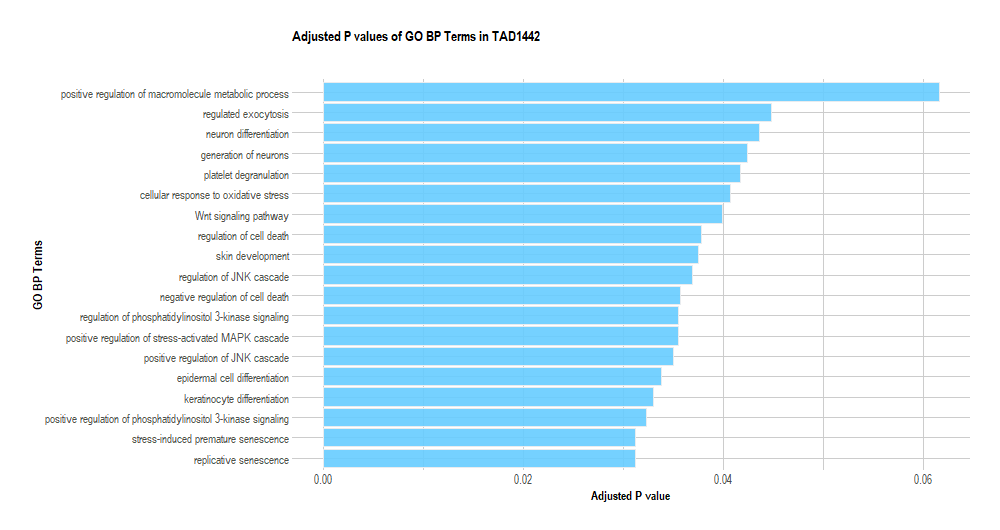 Adjusted P values of GO BP Terms in TAD1442
positive regulation of macromolecule metabolic process
regulated exocytosis
neuron differentiation
generation of neurons
platelet degranulation
cellular response to oxidative stress
Wnt signaling pathway
regulation of cell death
skin development
regulation of JNK cascade
negative regulation of cell death
regulation of phosphatidylinositol 3-kinase signaling
positive regulation of stress-activated MAPK cascade
positive regulation of JNK cascade
epidermal cell differentiation
keratinocyte differentiation
positive regulation of phosphatidylinositol 3-kinase signaling
stress-induced premature senescence
replicative senescence
GO BP Terms
0.00 0.02 0.04 0.06
Adjusted P value